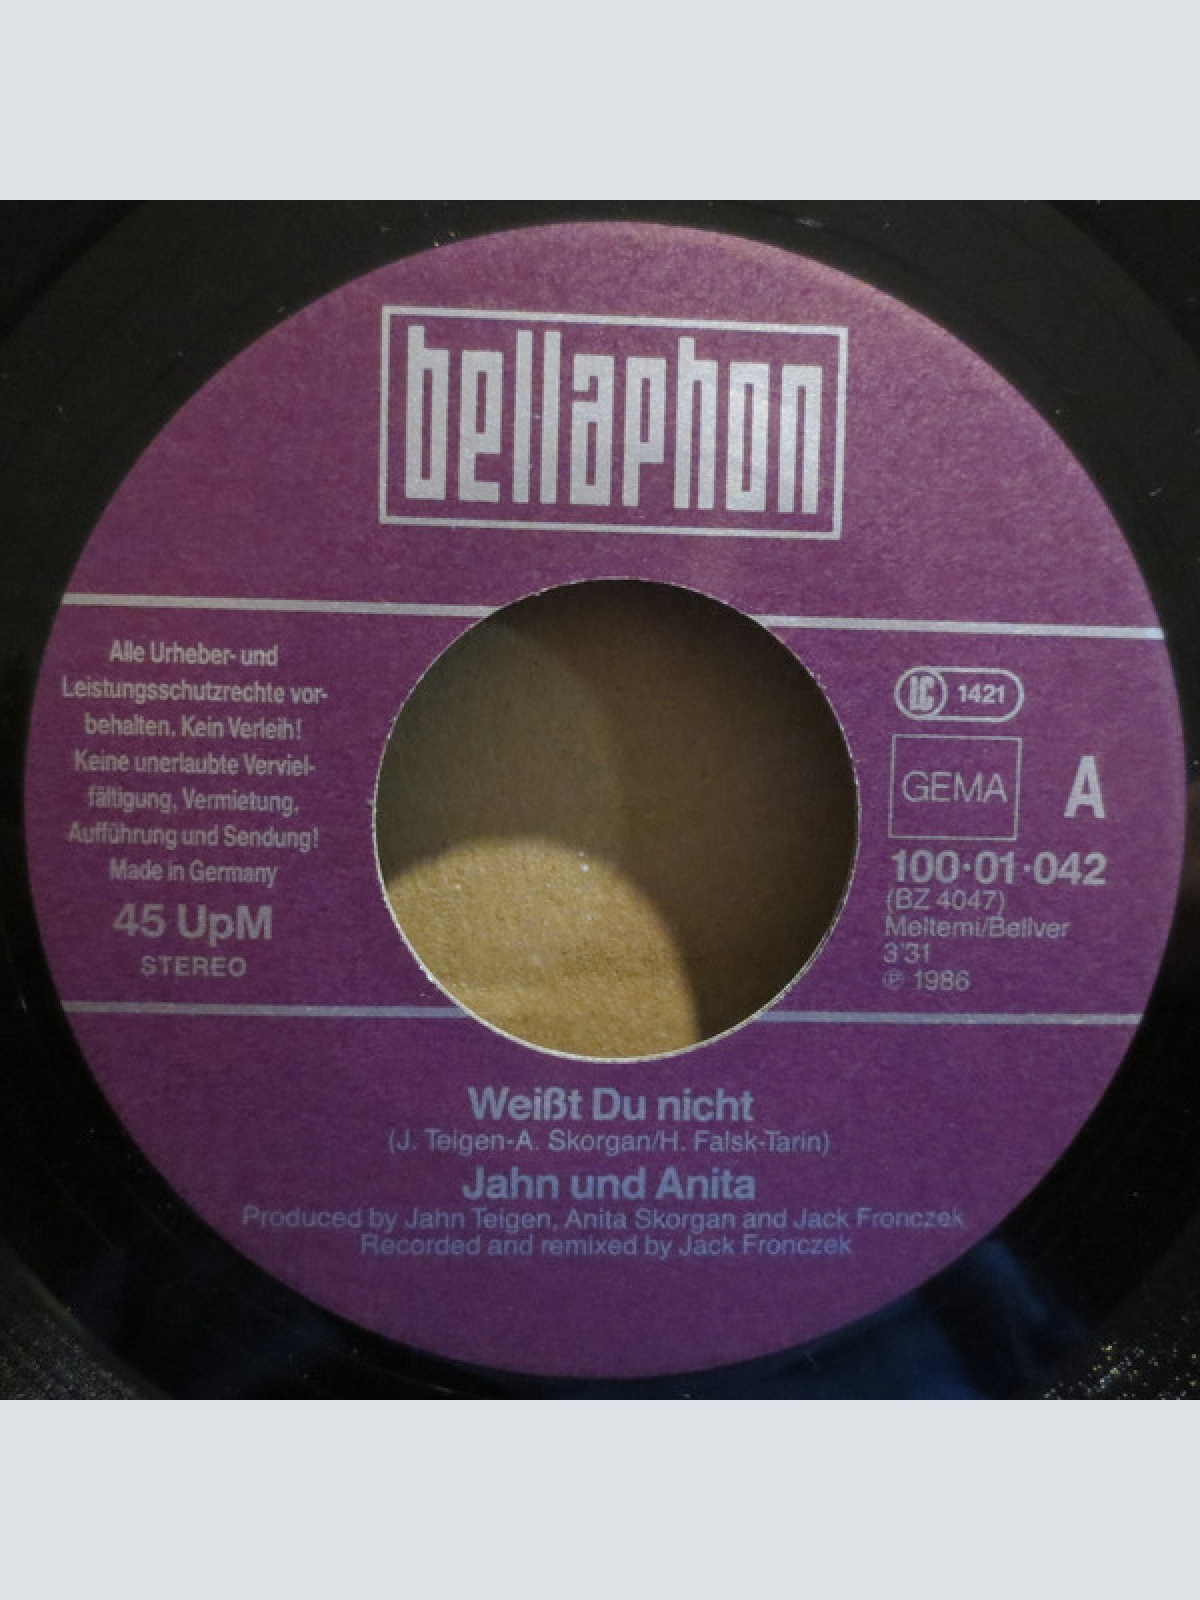 bellaphon
Alle Urheber- und
Leistungsschutzrechte vor-
behalten. Kein Verleih!
Keine unerlaubte Verviel-
fältigung, Vermietung,
Aufführung und Sendung!
Made in Germany
45 UpM
STEREO
LC 1421
GEMA
A
100·01·042
(BZ 4047)
Meltemi/Bellver
3'31
℗ 1986
Weißt Du nicht
(J. Teigen-A. Skorgan/H. Falsk-Tarin)
Jahn und Anita
Produced by Jahn Teigen, Anita Skorgan and Jack Fronczek
Recorded and remixed by Jack Fronczek